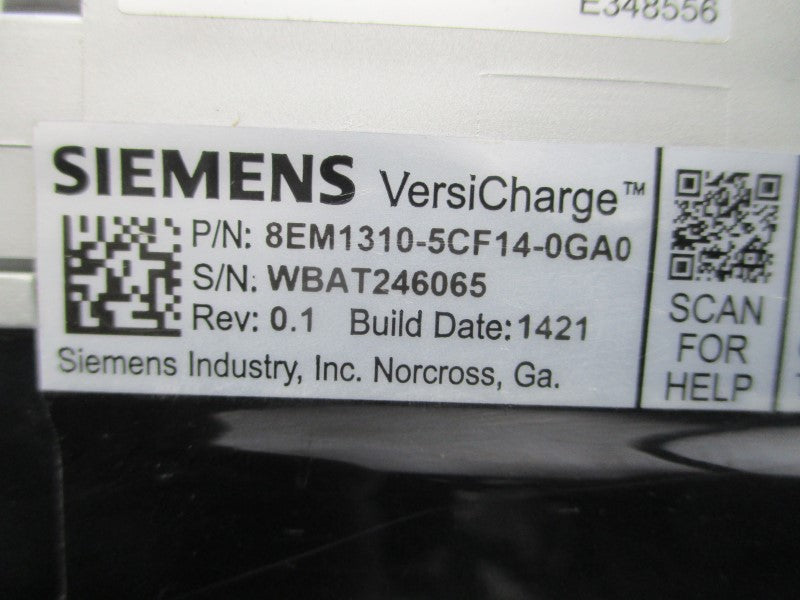 E348556
SIEMENS VersiCharge™
P/N: 8EM1310-5CF14-0GA0
S/N: WBAT246065
Rev: 0.1 Build Date: 1421
Siemens Industry, Inc. Norcross, Ga.
SCAN
FOR
HELP